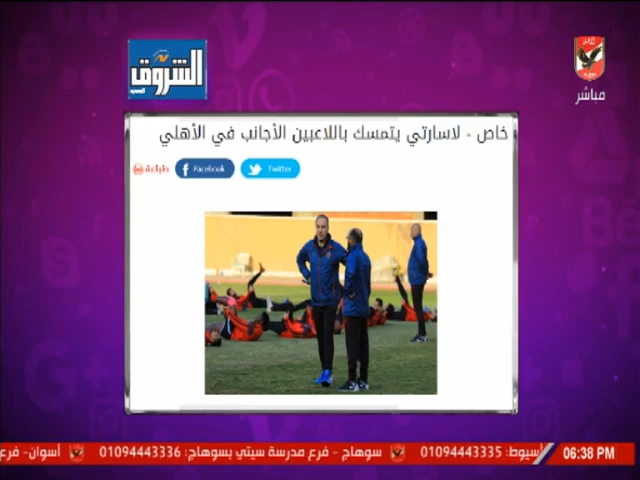 الشروق
مباشر
خاص - لاسارتي يتمسك باللاعبين الأجانب في الأهلي
طباعة
Facebook
Twitter
أسيوط: 01094443335 سوهاج - فرع مدرسة سيتي بسوهاج: 01094443336 أسوان- فرع
06:38 PM